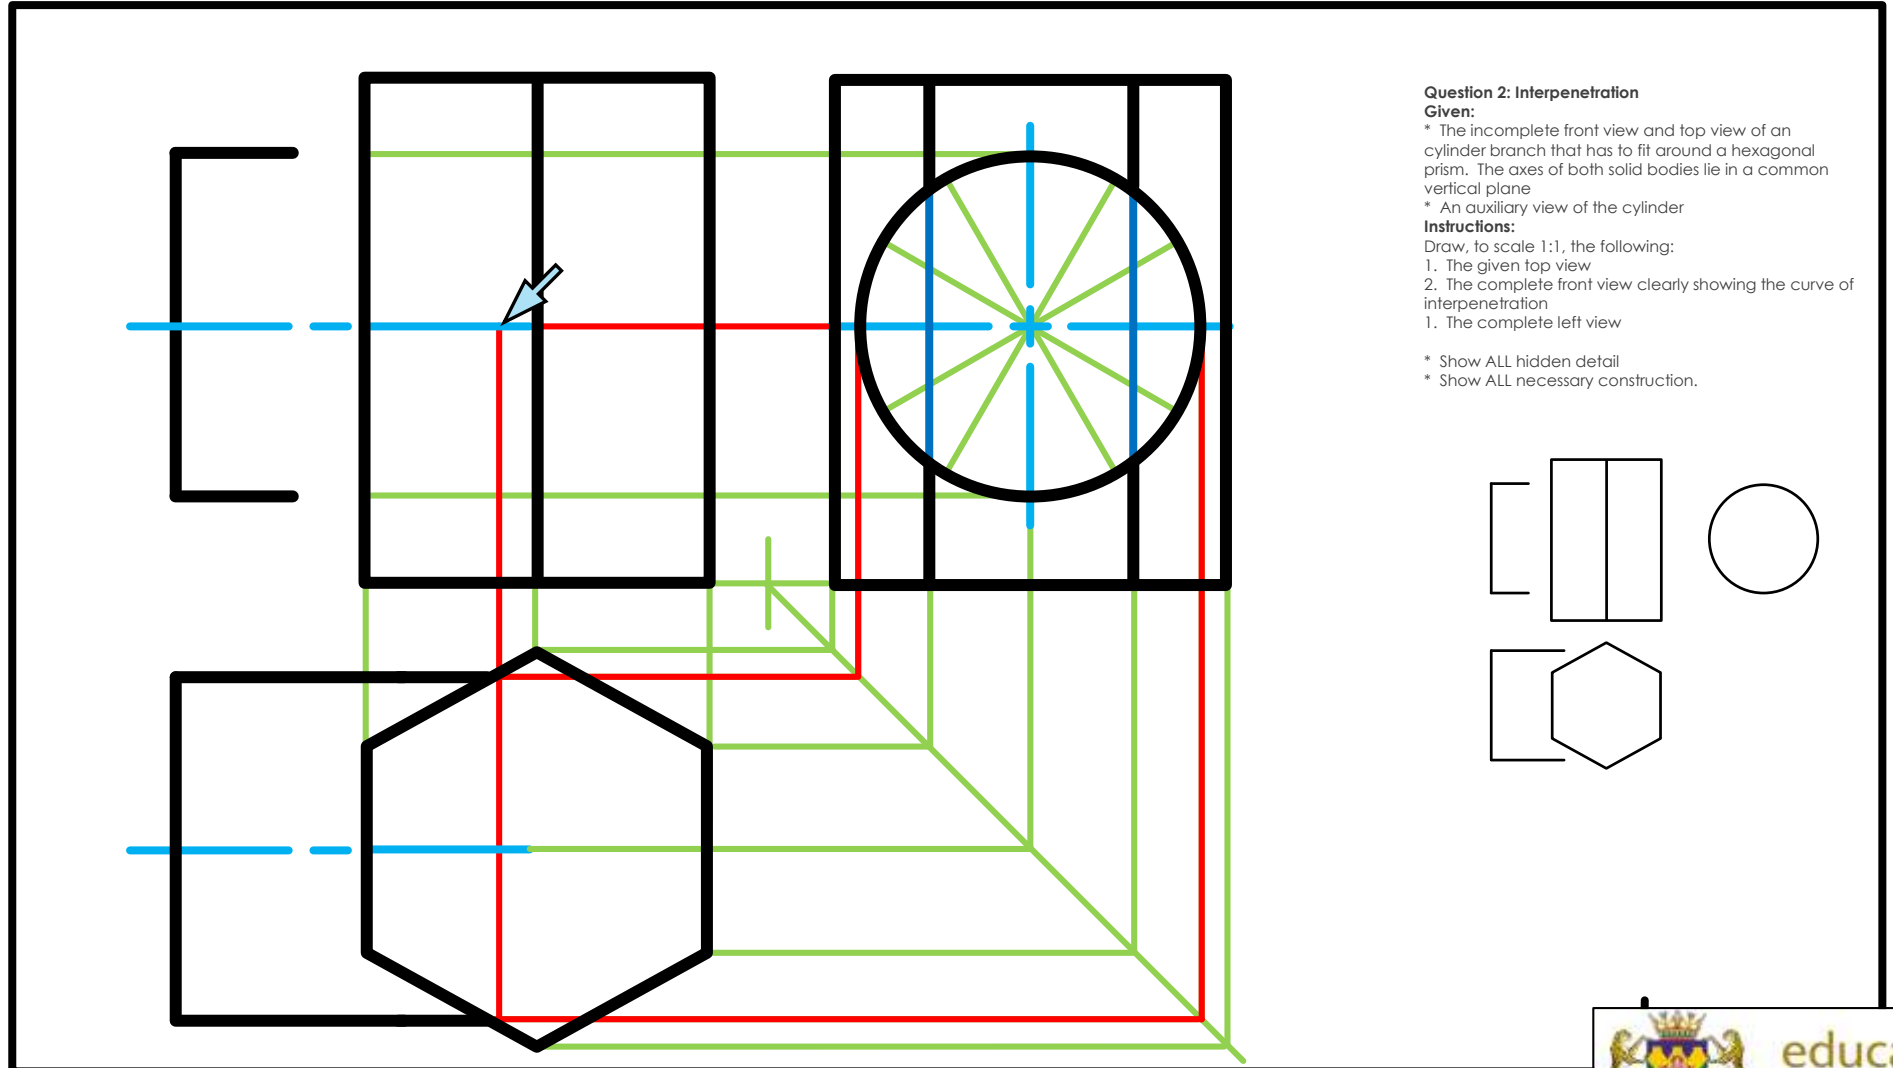 Question 2: Interpenetration
Given:
* The incomplete front view and top view of an
cylinder branch that has to fit around a hexagonal
prism. The axes of both solid bodies lie in a common
vertical plane
* An auxiliary view of the cylinder
Instructions:
Draw, to scale 1:1, the following:
1. The given top view
2. The complete front view clearly showing the curve of
interpenetration
1. The complete left view
* Show ALL hidden detail
* Show ALL necessary construction.